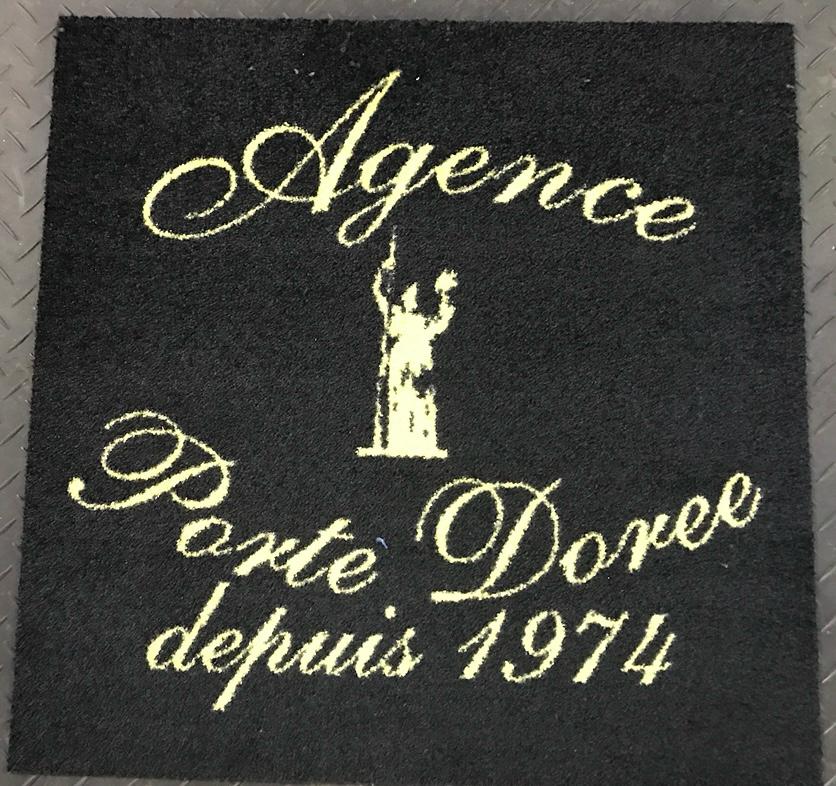 Agence
Porte Doree
depuis 1974